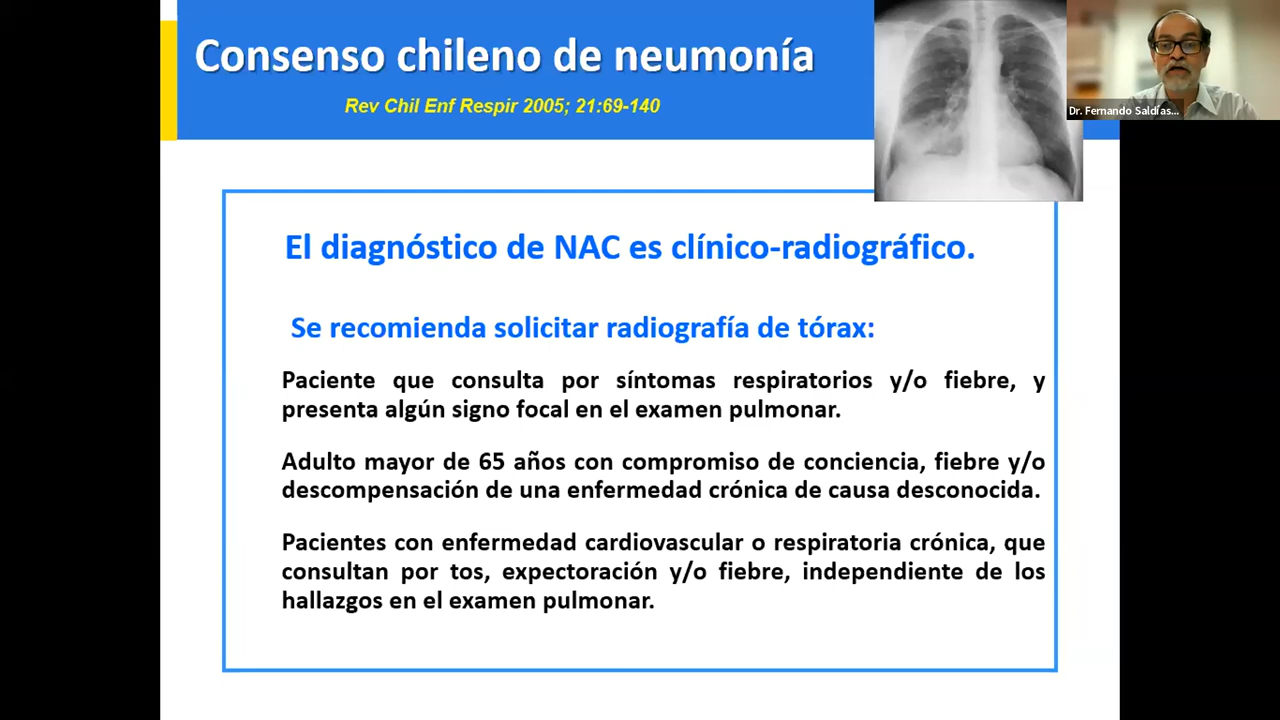 Consenso chileno de neumonía
Rev Chil Enf Respir 2005; 21:69-140
Dr. Fernando Saldías...
El diagnóstico de NAC es clínico-radiográfico.
Se recomienda solicitar radiografía de tórax:
Paciente que consulta por síntomas respiratorios y/o fiebre, y
presenta algún signo focal en el examen pulmonar.
Adulto mayor de 65 años con compromiso de conciencia, fiebre y/o
descompensación de una enfermedad crónica de causa desconocida.
Pacientes con enfermedad cardiovascular o respiratoria crónica, que
consultan por tos, expectoración y/o fiebre, independiente de los
hallazgos en el examen pulmonar.